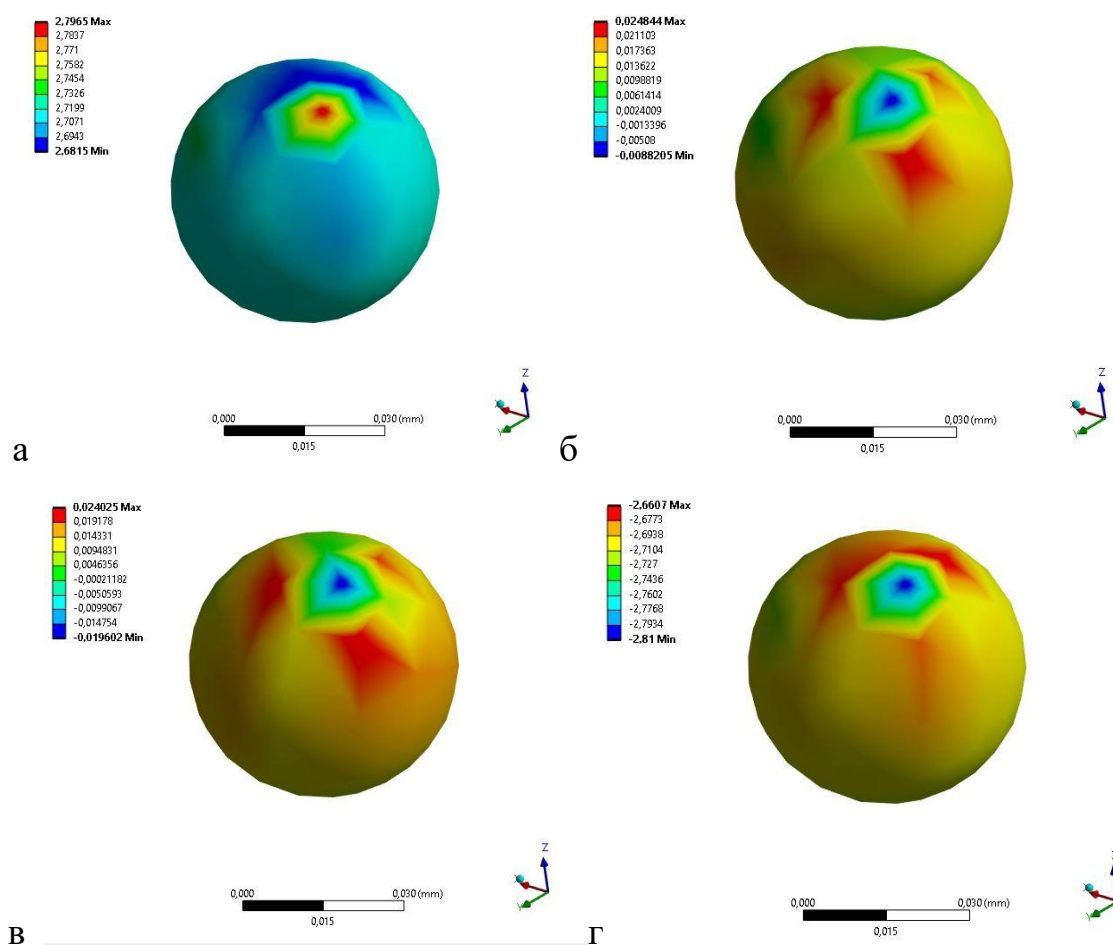 2,7965 Max
2,7837
2,771
2,7582
2,7454
2,7326
2,7199
2,7071
2,6943
2,6815 Min
Z
Y
0,000
0,030 (mm)
0,015
а
0,024844 Max
0,021103
0,017363
0,013622
0,0098819
0,0061414
0,0024009
-0,0013396
-0,00508
-0,0088205 Min
Z
Y
0,000
0,030 (mm)
0,015
б
0,024025 Max
0,019178
0,014331
0,0094831
0,0046356
-0,00021182
-0,0050593
-0,0099067
-0,014754
-0,019602 Min
Z
Y
0,000
0,030 (mm)
0,015
в
-2,6607 Max
-2,6773
-2,6938
-2,7104
-2,727
-2,7436
-2,7602
-2,7768
-2,7934
-2,81 Min
Y
0,000
0,030 (mm)
0,015
г